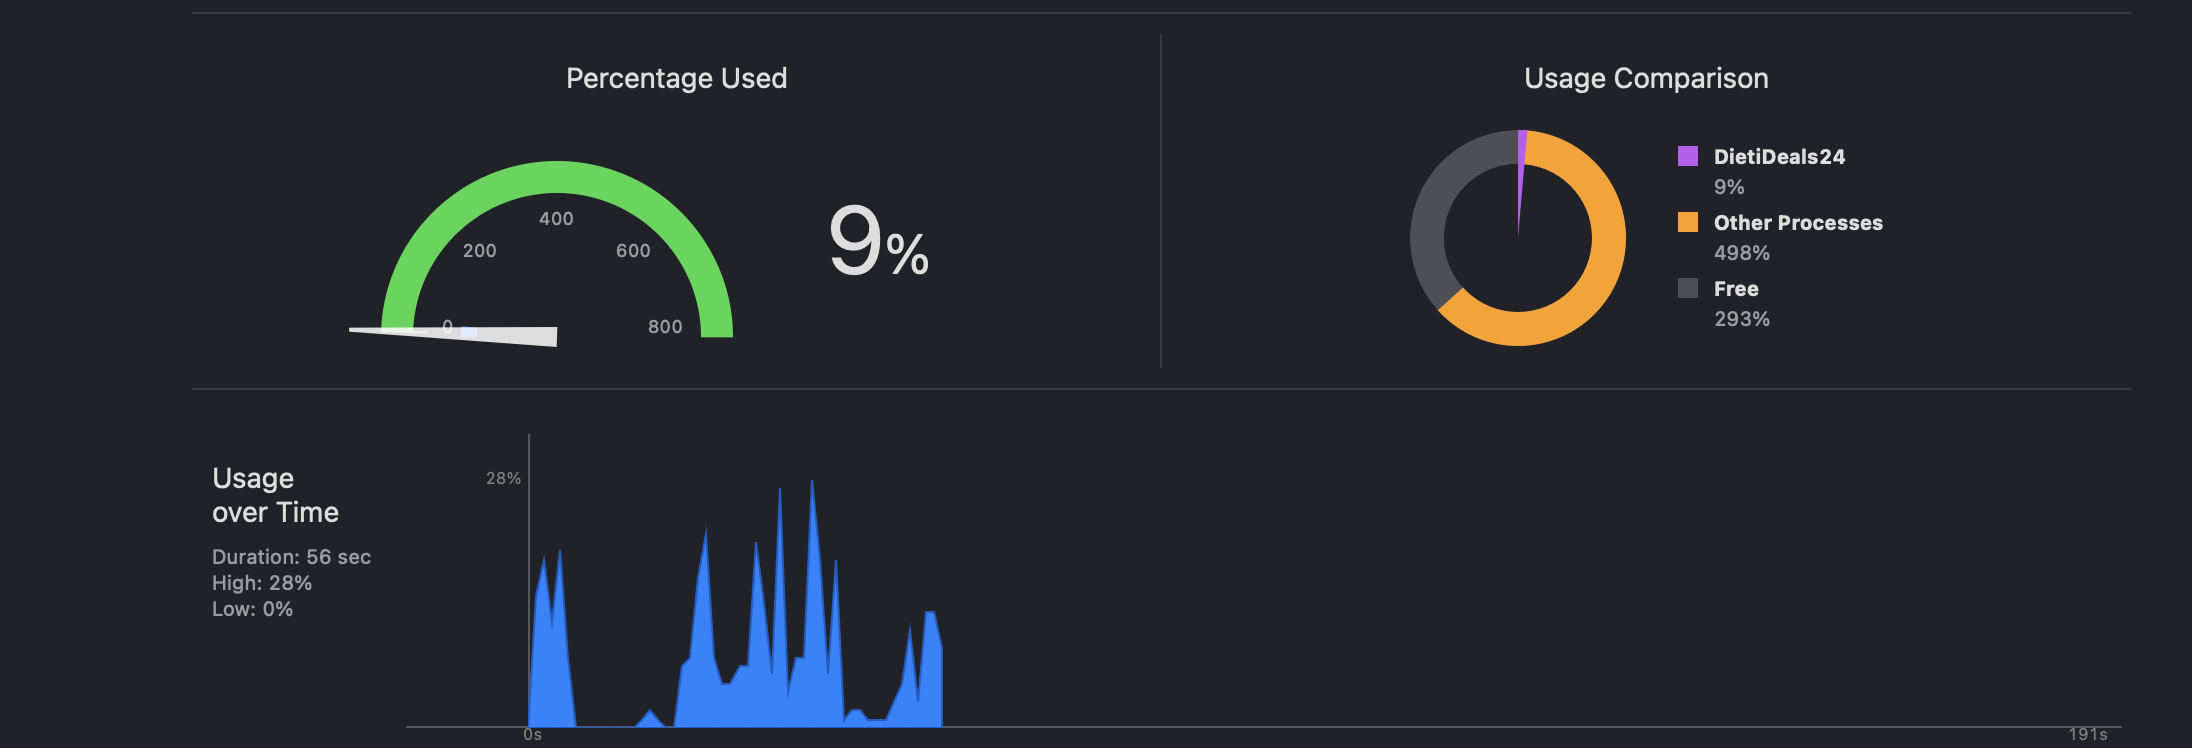 Percentage Used
0
200
400
600
800
9%
Usage Comparison
DietiDeals24
9%
Other Processes
498%
Free
293%
Usage
over Time
Duration: 56 sec
High: 28%
Low: 0%
28%
0s
191s